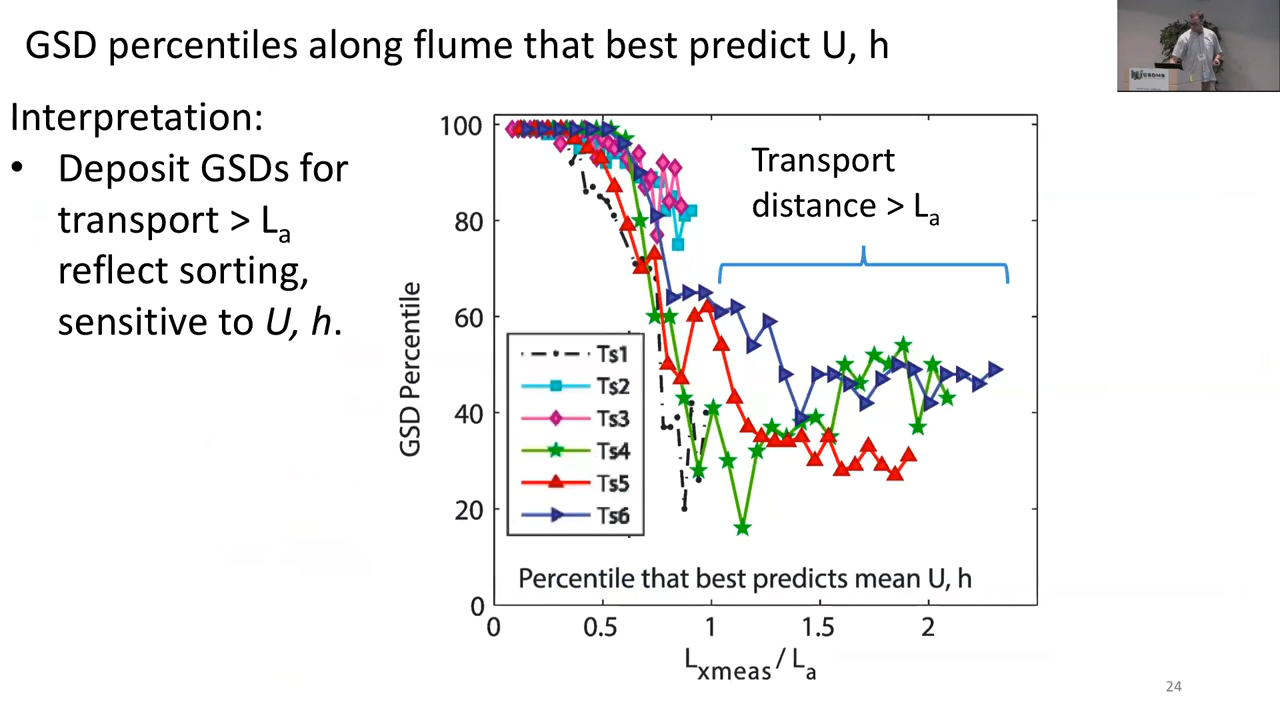 GSD percentiles along flume that best predict U, h
Interpretation:
• Deposit GSDs for
transport > La
reflect sorting,
sensitive to U, h.
100
80
60
40
20
0
GSD Percentile
Transport
distance > La
Ts1
Ts2
Ts3
Ts4
Ts5
Ts6
Percentile that best predicts mean U, h
0 0.5 1 1.5 2
Lxmeas / La
CSDMS
24